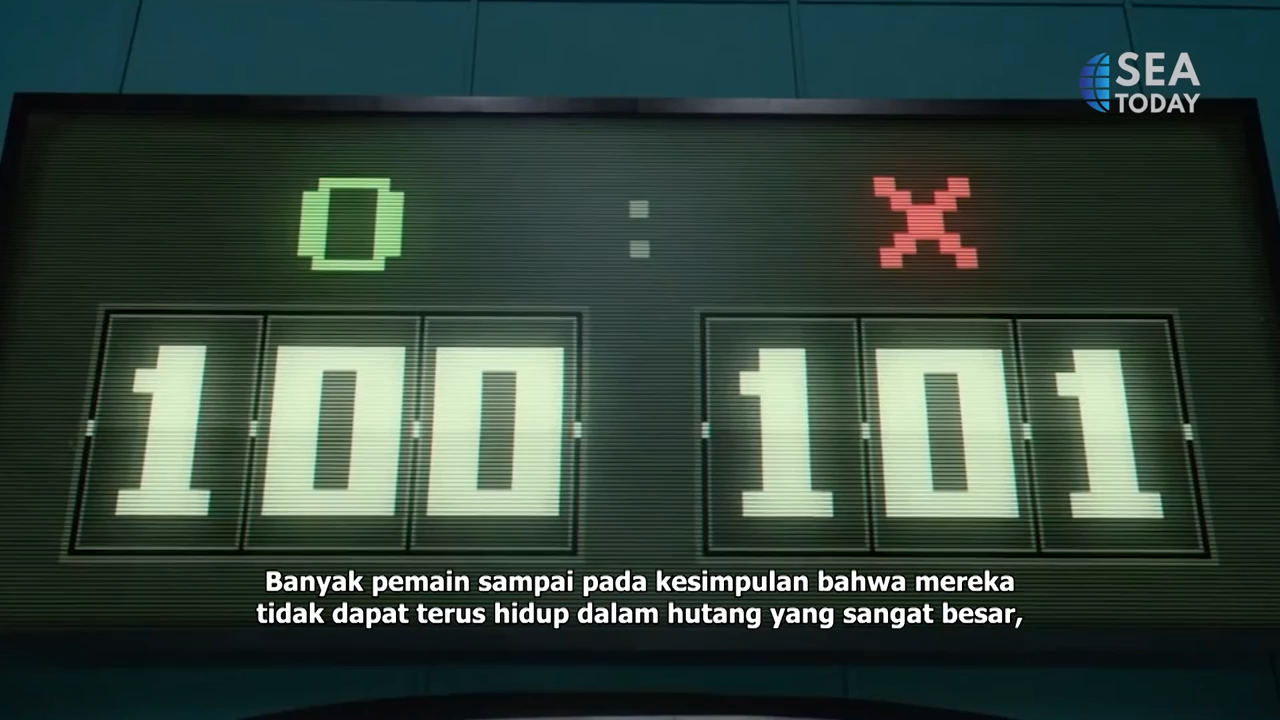 SEA
TODAY
O : X
100 101
Banyak pemain sampai pada kesimpulan bahwa mereka
tidak dapat terus hidup dalam hutang yang sangat besar,